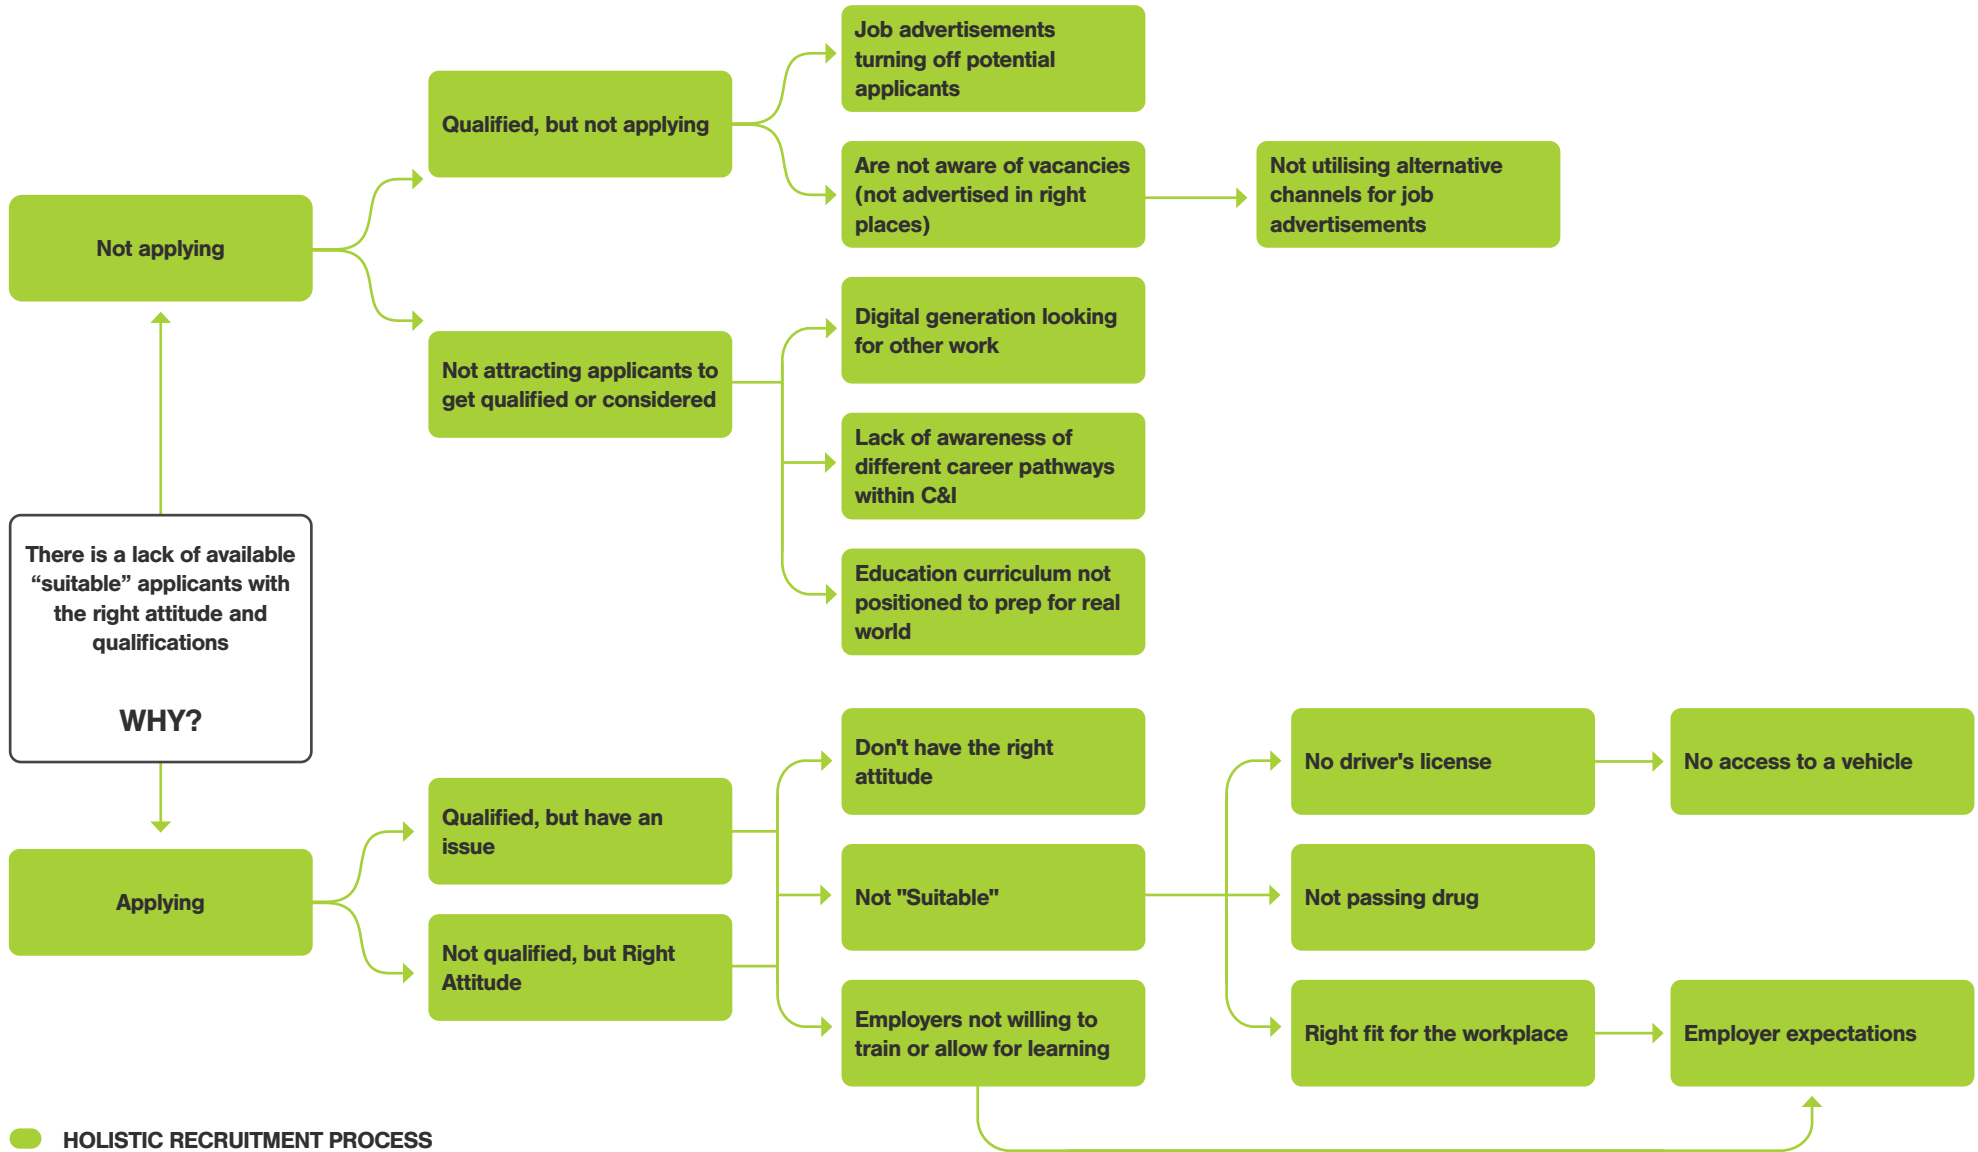 Job advertisements
turning off potential
applicants
Qualified, but not applying
Are not aware of vacancies
(not advertised in right
places)
Not utilising alternative
channels for job
advertisements
Not applying
Digital generation looking
for other work
Not attracting applicants to
get qualified or considered
Lack of awareness of
different career pathways
within C&I
There is a lack of available
“suitable” applicants with
the right attitude and
qualifications
WHY?
Education curriculum not
positioned to prep for real
world
Don't have the right
attitude
No driver's license
No access to a vehicle
Qualified, but have an
issue
Applying
Not "Suitable"
Not passing drug
Not qualified, but Right
Attitude
Employers not willing to
train or allow for learning
Right fit for the workplace
Employer expectations
HOLISTIC RECRUITMENT PROCESS